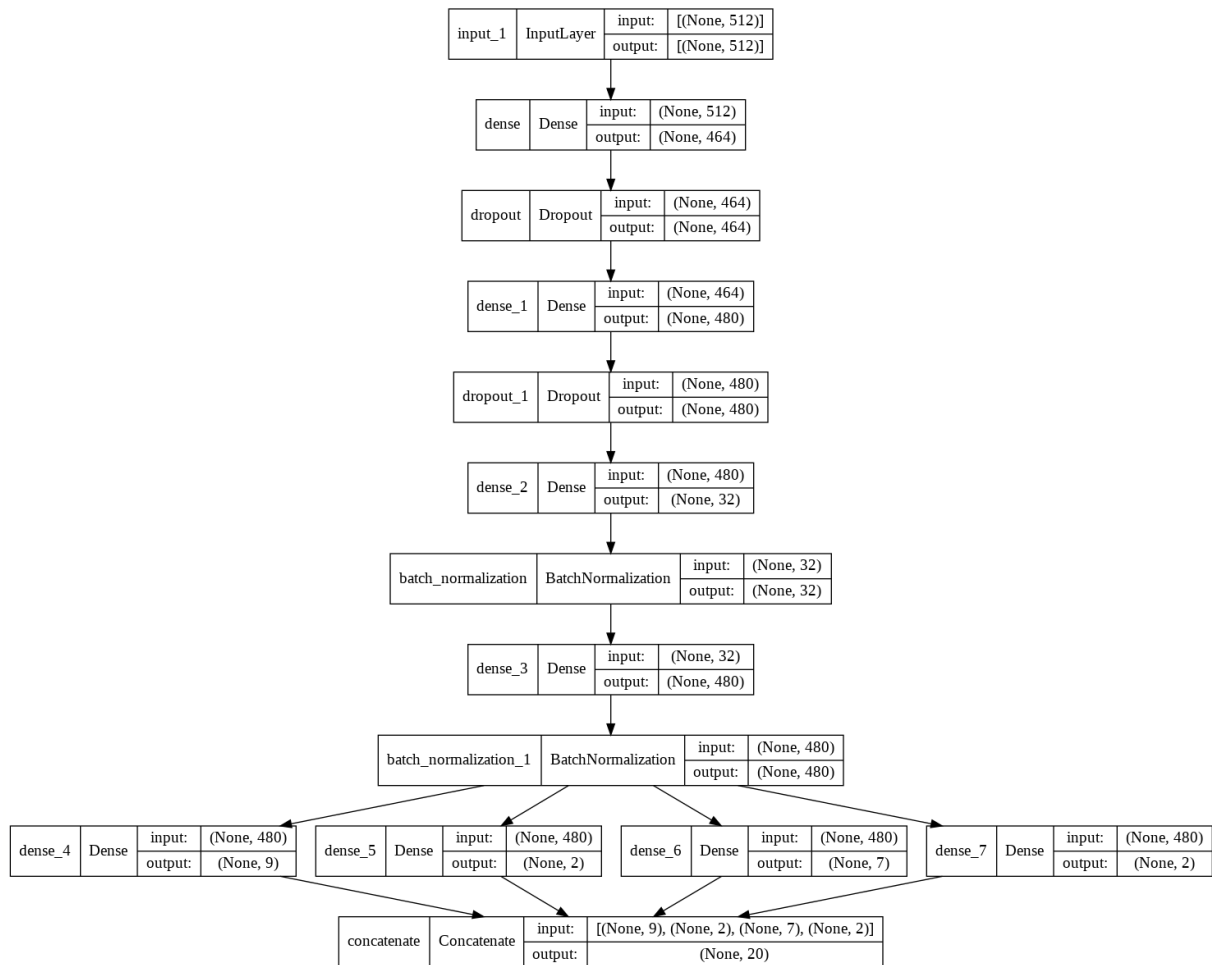 input_1 InputLayer input: [(None, 512)]
output: [(None, 512)]
dense Dense input: (None, 512)
output: (None, 464)
dropout Dropout input: (None, 464)
output: (None, 464)
dense_1 Dense input: (None, 464)
output: (None, 480)
dropout_1 Dropout input: (None, 480)
output: (None, 480)
dense_2 Dense input: (None, 480)
output: (None, 32)
batch_normalization BatchNormalization input: (None, 32)
output: (None, 32)
dense_3 Dense input: (None, 32)
output: (None, 480)
batch_normalization_1 BatchNormalization input: (None, 480)
output: (None, 480)
dense_4 Dense input: (None, 480)
output: (None, 9)
dense_5 Dense input: (None, 480)
output: (None, 2)
dense_6 Dense input: (None, 480)
output: (None, 7)
dense_7 Dense input: (None, 480)
output: (None, 2)
concatenate Concatenate input: [(None, 9), (None, 2), (None, 7), (None, 2)]
output: (None, 20)